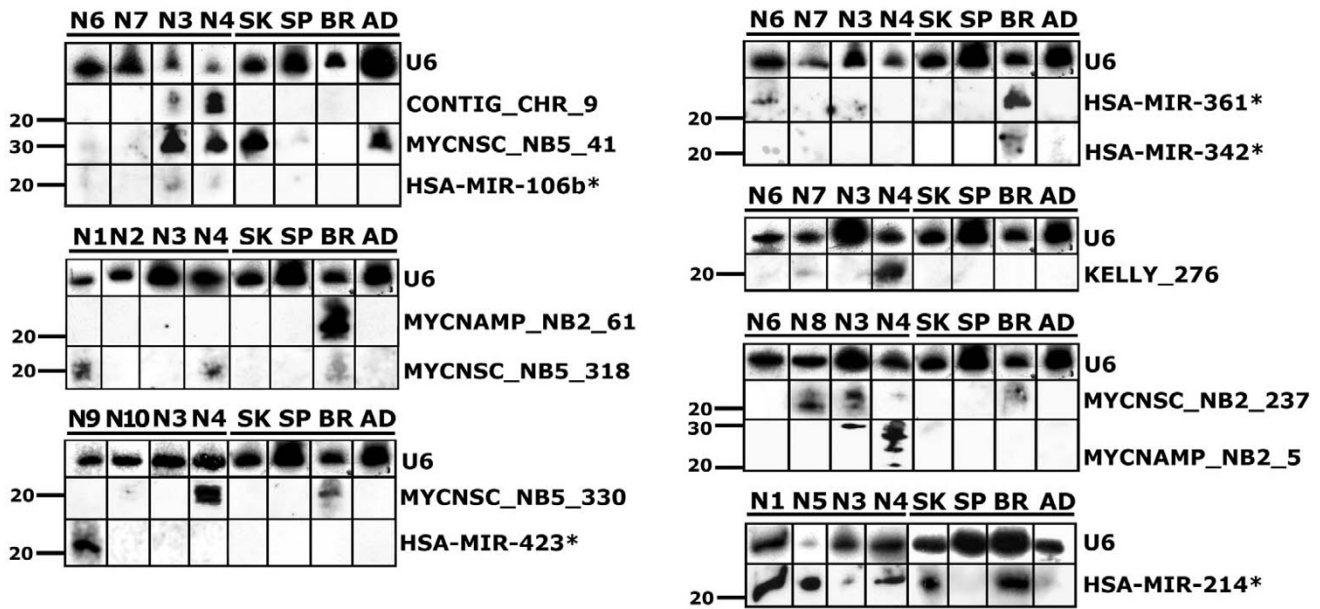 N6 N7 N3 N4 SK SP BR AD
U6
CONTIG_CHR_9
20
30 MYCNSC_NB5_41
20 HSA-MIR-106b*
N1 N2 N3 N4 SK SP BR AD
U6
MYCNAMP_NB2_61
20
20 MYCNSC_NB5_318
N9 N10 N3 N4 SK SP BR AD
U6
20 MYCNSC_NB5_330
HSA-MIR-423*
20
N6 N7 N3 N4 SK SP BR AD
U6
HSA-MIR-361*
20
HSA-MIR-342*
20
N6 N7 N3 N4 SK SP BR AD
U6
20 KELLY_276
N6 N8 N3 N4 SK SP BR AD
U6
MYCNSC_NB2_237
20
30
MYCNAMP_NB2_5
20
N1 N5 N3 N4 SK SP BR AD
U6
HSA-MIR-214*
20